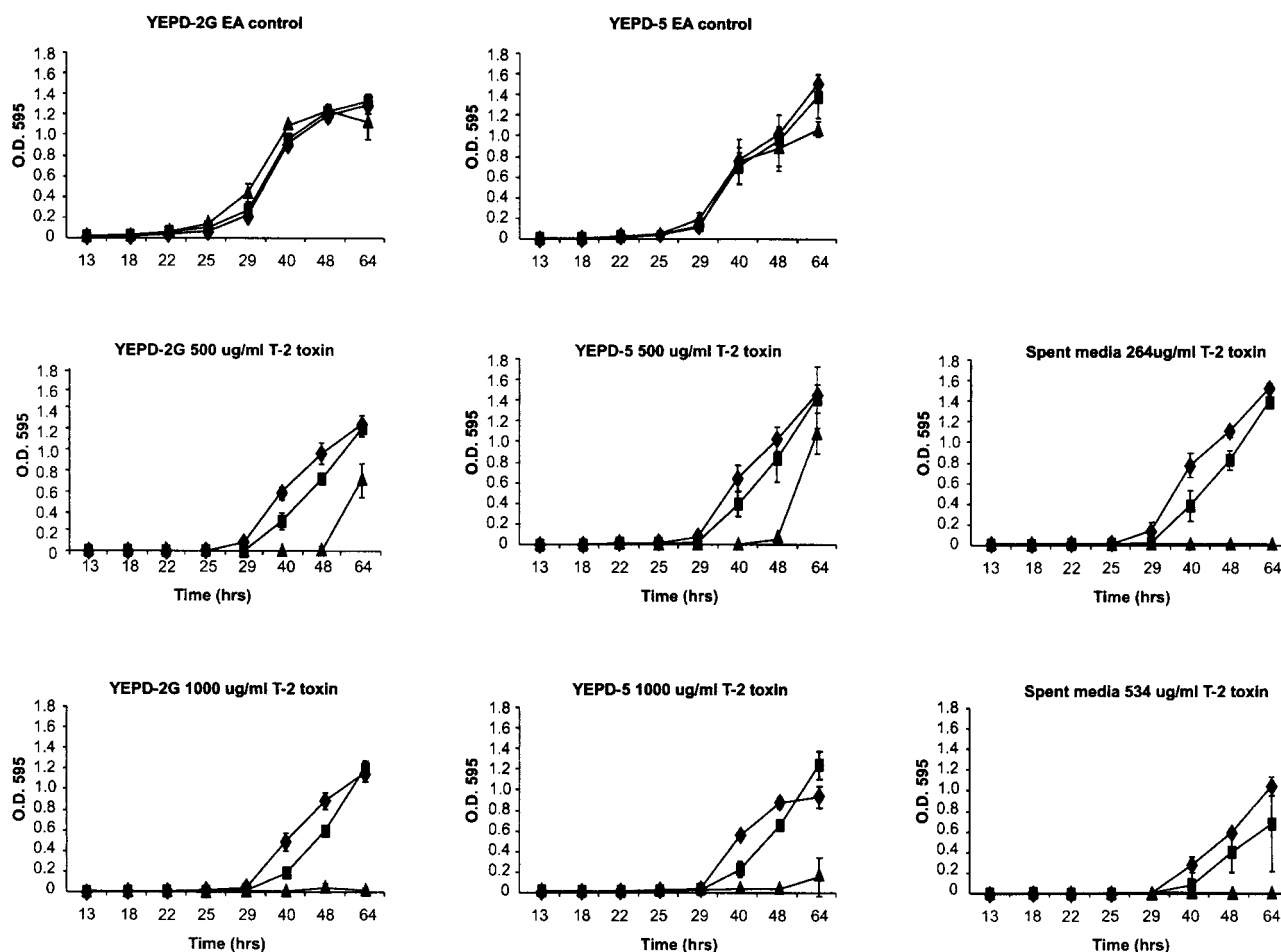 YEPD-2G EA control
O.D. 595
1.8
1.6
1.4
1.2
1.0
0.8
0.6
0.4
0.2
0
13 18 22 25 29 40 48 64
YEPD-5 EA control
O.D. 595
1.8
1.6
1.4
1.2
1.0
0.8
0.6
0.4
0.2
0
13 18 22 25 29 40 48 64
YEPD-2G 500 ug/ml T-2 toxin
O.D. 595
1.8
1.6
1.4
1.2
1.0
0.8
0.6
0.4
0.2
0
13 18 22 25 29 40 48 64
Time (hrs)
YEPD-5 500 ug/ml T-2 toxin
O.D. 595
1.8
1.6
1.4
1.2
1.0
0.8
0.6
0.4
0.2
0
13 18 22 25 29 40 48 64
Time (hrs)
Spent media 264ug/ml T-2 toxin
O.D. 595
1.8
1.6
1.4
1.2
1.0
0.8
0.6
0.4
0.2
0
13 18 22 25 29 40 48 64
Time (hrs)
YEPD-2G 1000 ug/ml T-2 toxin
O.D. 595
1.8
1.6
1.4
1.2
1.0
0.8
0.6
0.4
0.2
0
13 18 22 25 29 40 48 64
Time (hrs)
YEPD-5 1000 ug/ml T-2 toxin
O.D. 595
1.8
1.6
1.4
1.2
1.0
0.8
0.6
0.4
0.2
0
13 18 22 25 29 40 48 64
Time (hrs)
Spent media 534 ug/ml T-2 toxin
O.D. 595
1.8
1.6
1.4
1.2
1.0
0.8
0.6
0.4
0.2
0
13 18 22 25 29 40 48 64
Time (hrs)